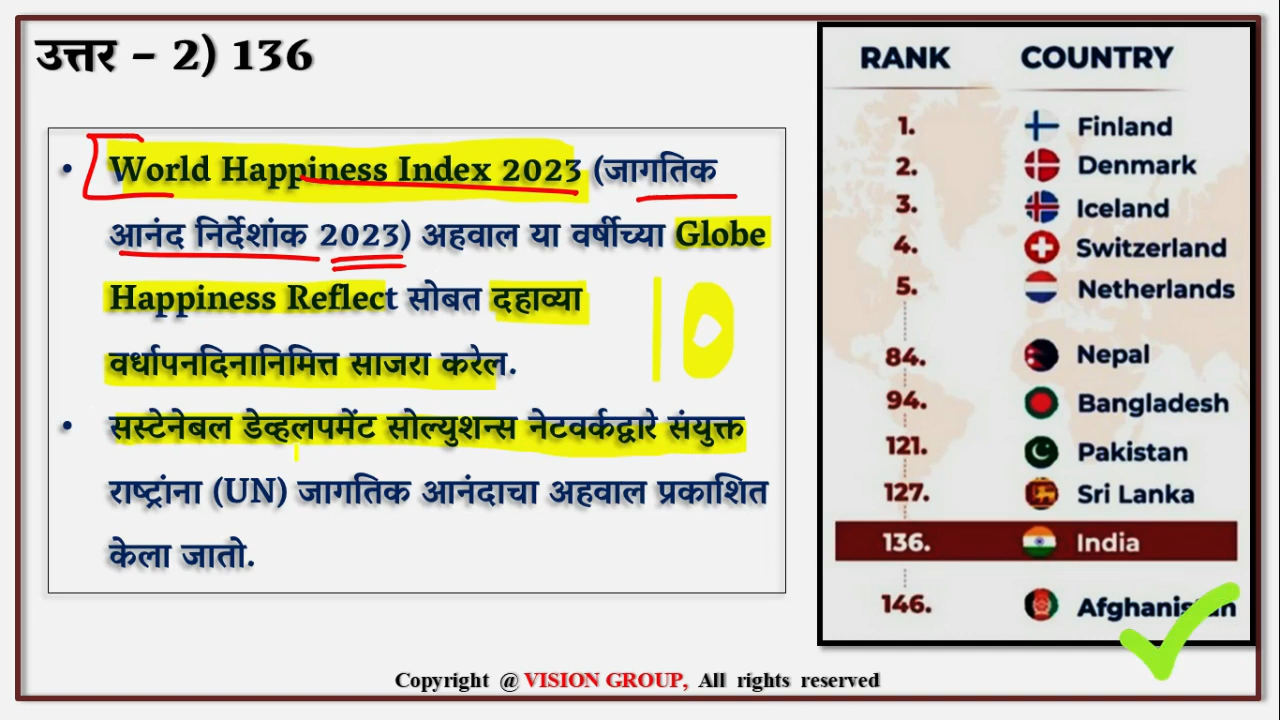 उत्तर – 2) 136
• World Happiness Index 2023 (जागतिक
आनंद निर्देशांक 2023) अहवाल या वर्षीच्या Globe
Happiness Reflect सोबत दहाव्या
वर्धापनदिनानिमित्त साजरा करेल.
10
• सस्टेनेबल डेव्हलपमेंट सोल्युशन्स नेटवर्कद्वारे संयुक्त
राष्ट्रांना (UN) जागतिक आनंदाचा अहवाल प्रकाशित
केला जातो.
RANK COUNTRY
1. Finland
2. Denmark
3. Iceland
4. Switzerland
5. Netherlands
84. Nepal
94. Bangladesh
121. Pakistan
127. Sri Lanka
136. India
146. Afghanistan
Copyright @ VISION GROUP, All rights reserved